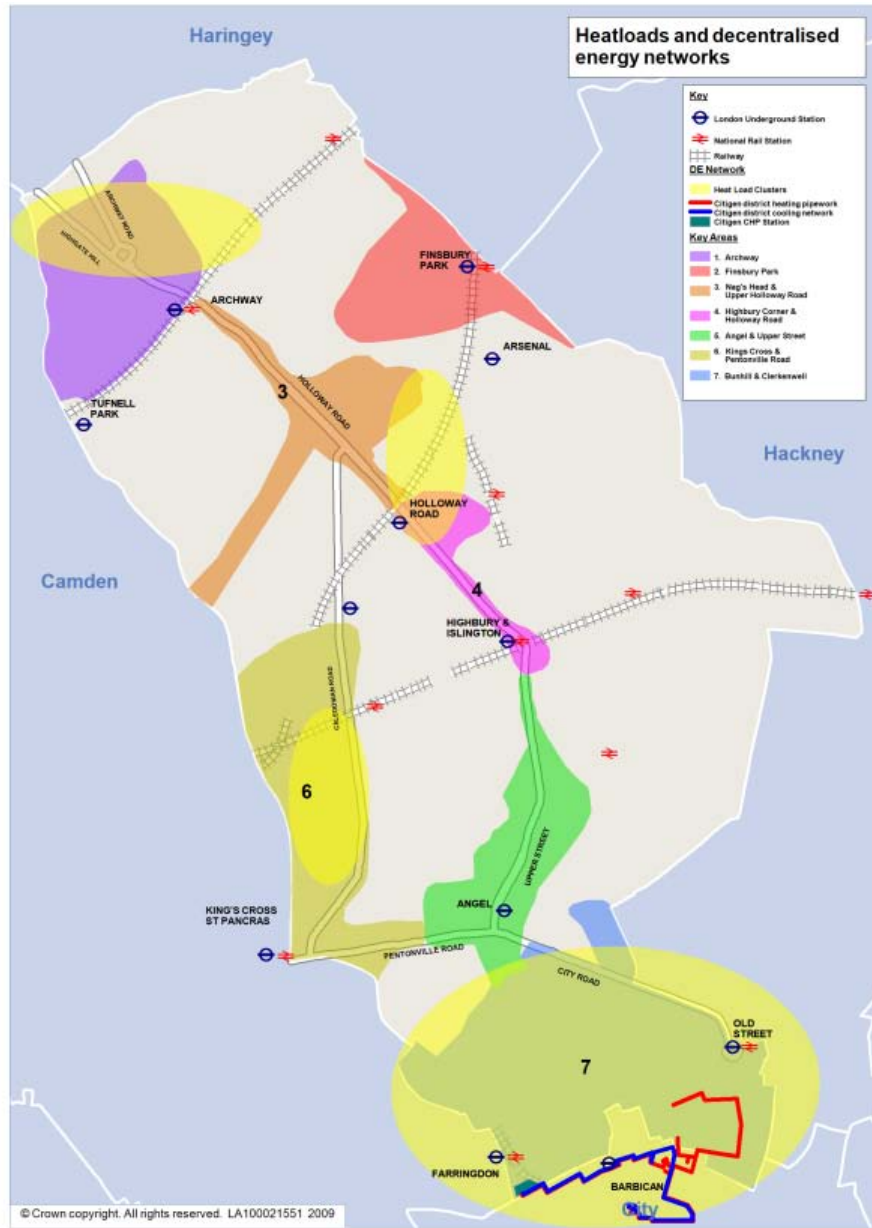 Haringey
Heatloads and decentralised
energy networks
Key
London Underground Station
National Rail Station
Railway
DE Network
Heat Load Clusters
Citigen district heating pipework
Citigen district cooling network
Citigen CHP Station
Key Areas
1. Archway
2. Finsbury Park
3. Nag's Head &
Upper Holloway Road
4. Highbury Corner &
Holloway Road
5. Angel & Upper Street
6. Kings Cross &
Pentonville Road
7. Bunhill & Clerkenwell
ARCHWAY ROAD
HIGHGATE HILL
FINSBURY
PARK
ARCHWAY
ARSENAL
3
HOLLOWAY ROAD
TUFNELL
PARK
Hackney
HOLLOWAY
ROAD
Camden
4
HIGHBURY &
ISLINGTON
CALEDONIAN ROAD
6
UPPER STREET
KING'S CROSS
ST PANCRAS
ANGEL
PENTONVILLE ROAD
CITY ROAD
OLD
STREET
7
FARRINGDON
BARBICAN
City
© Crown copyright. All rights reserved. LA100021551 2009